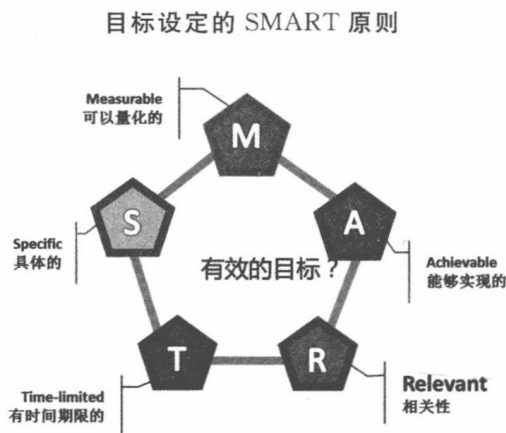 目标设定的 SMART 原则
Measurable
可以量化的
M
S
A
Specific
具体的
有效的目标？
Achievable
能够实现的
T
R
Time-limited
有时间期限的
Relevant
相关性